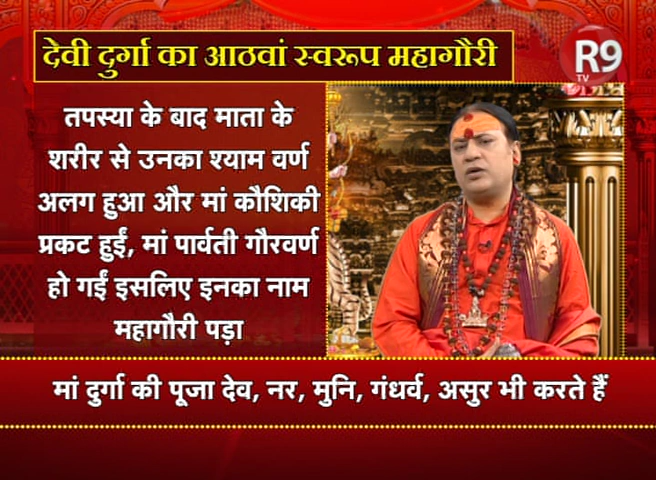 देवी दुर्गा का आठवां स्वरूप महागौरी
R9
TV
तपस्या के बाद माता के
शरीर से उनका श्याम वर्ण
अलग हुआ और मां कौशिकी
प्रकट हुईं, मां पार्वती गौरवर्ण
हो गईं इसलिए इनका नाम
महागौरी पड़ा
मां दुर्गा की पूजा देव, नर, मुनि, गंधर्व, असुर भी करते हैं